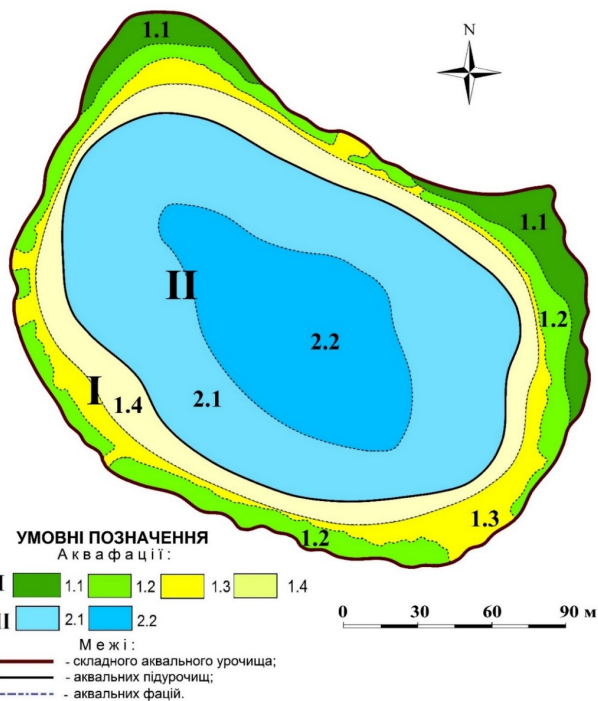 1.1
N
1.1
1.2
II
2.2
I
1.4
2.1
1.3
1.2
УМОВНІ ПОЗНАЧЕННЯ
Аквафації:
I 1.1 1.2 1.3 1.4
II 2.1 2.2
0 30 60 90 м
Межі:
- складного аквального урочища;
- аквальних підурочищ;
- аквальних фацій.